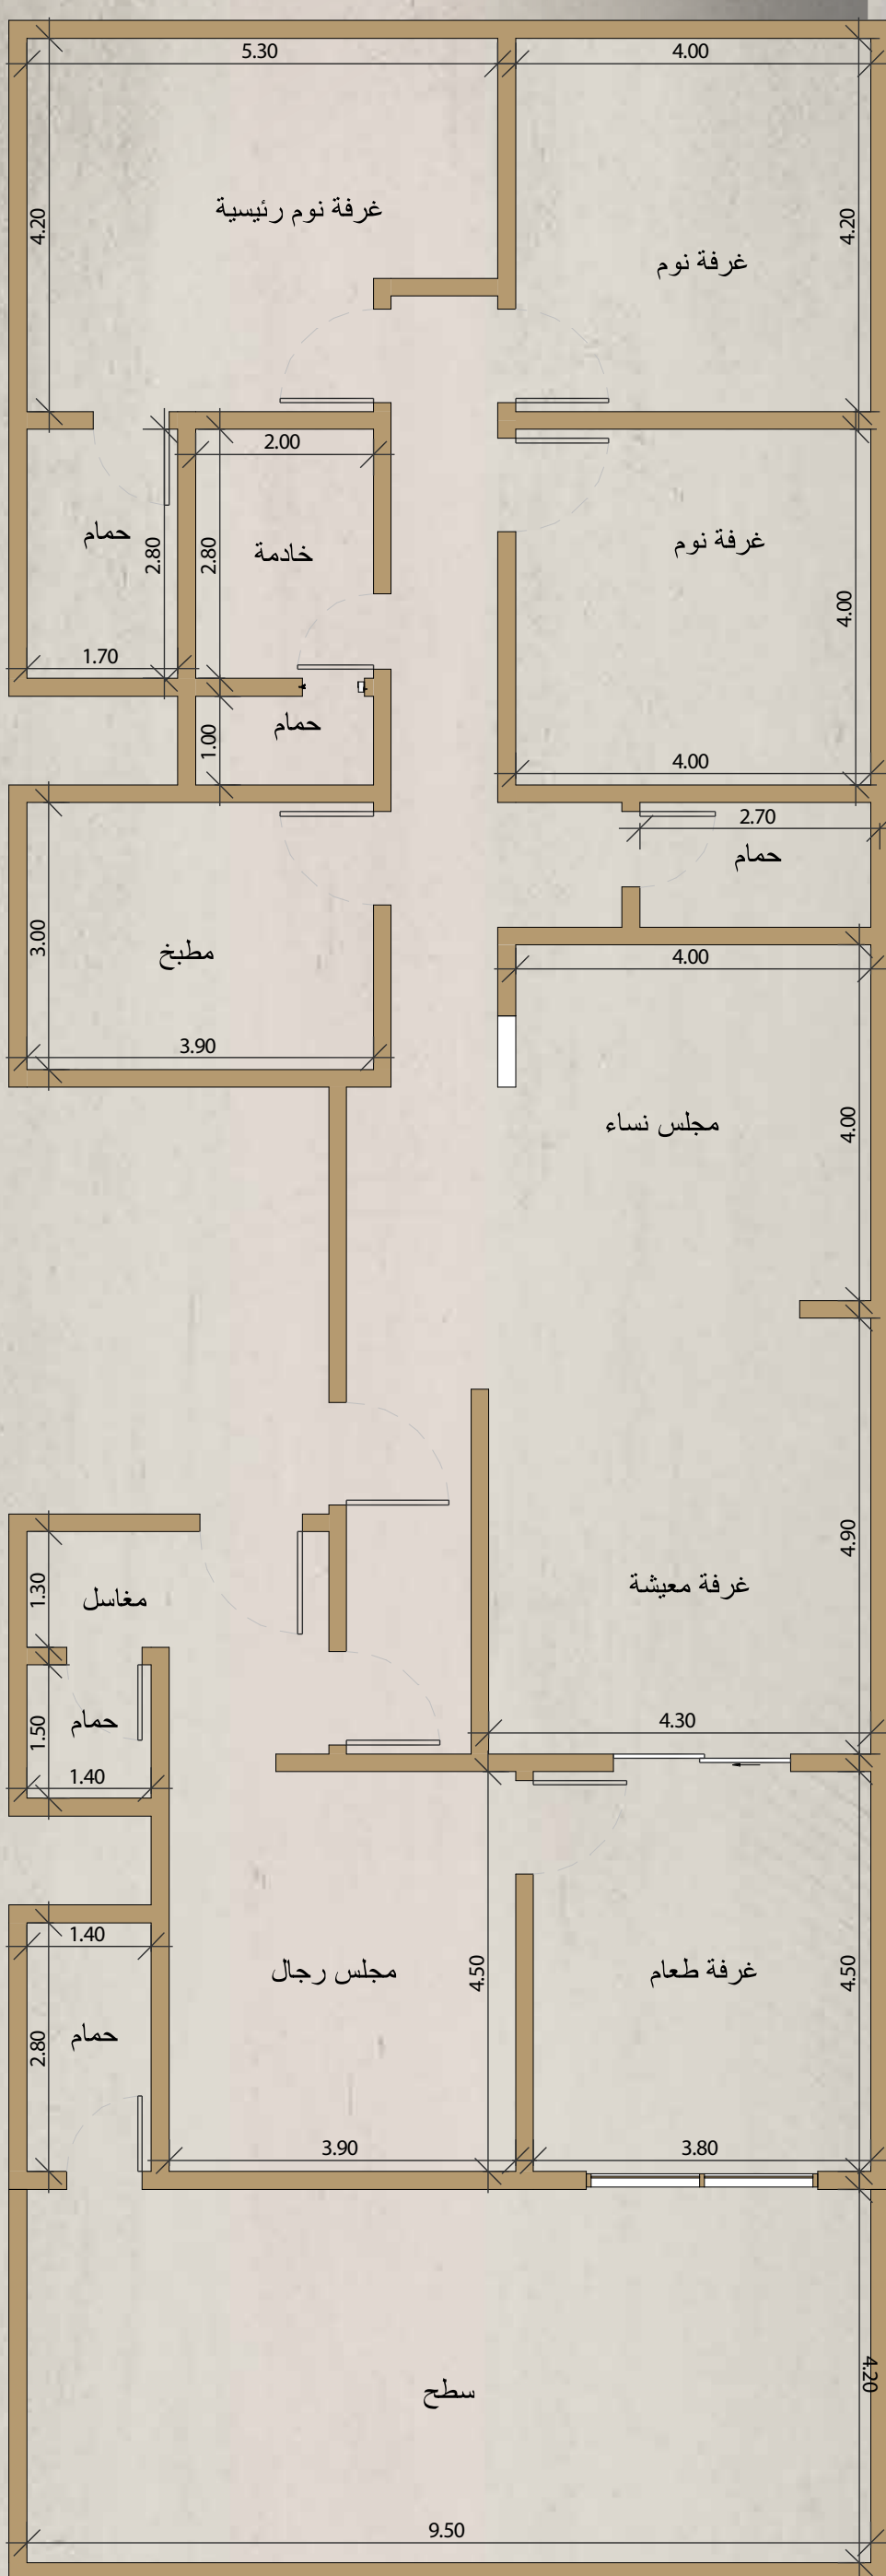 5.30
4.00
4.20
4.20
غرفة نوم رئيسية
غرفة نوم
2.00
حمام
2.80
2.80
خادمة
غرفة نوم
4.00
1.70
1.00
حمام
4.00
2.70
حمام
3.00
مطبخ
4.00
3.90
مجلس نساء
4.00
1.30
مغاسل
غرفة معيشة
4.90
1.50
حمام
1.40
4.30
1.40
2.80
حمام
مجلس رجال
4.50
غرفة طعام
4.50
3.90
3.80
سطح
4.20
9.50